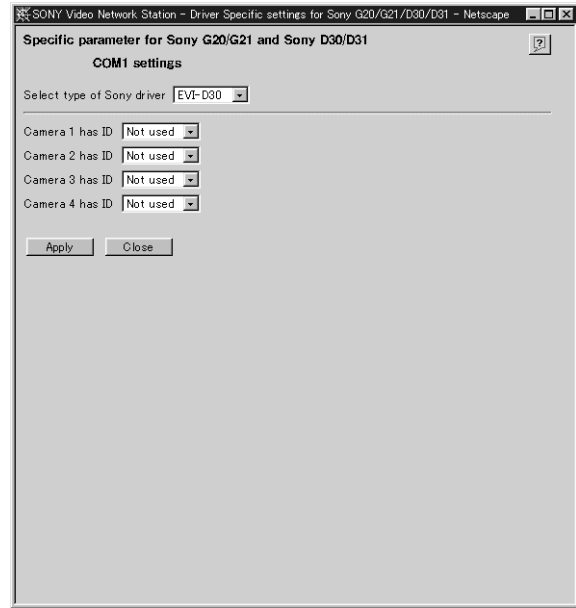 SONY Video Network Station - Driver Specific settings for Sony G20/G21/D30/D31 - Netscape
Specific parameter for Sony G20/G21 and Sony D30/D31
?
COM1 settings
Select type of Sony driver EVI-D30
Camera 1 has ID Not used
Camera 2 has ID Not used
Camera 3 has ID Not used
Camera 4 has ID Not used
Apply Close